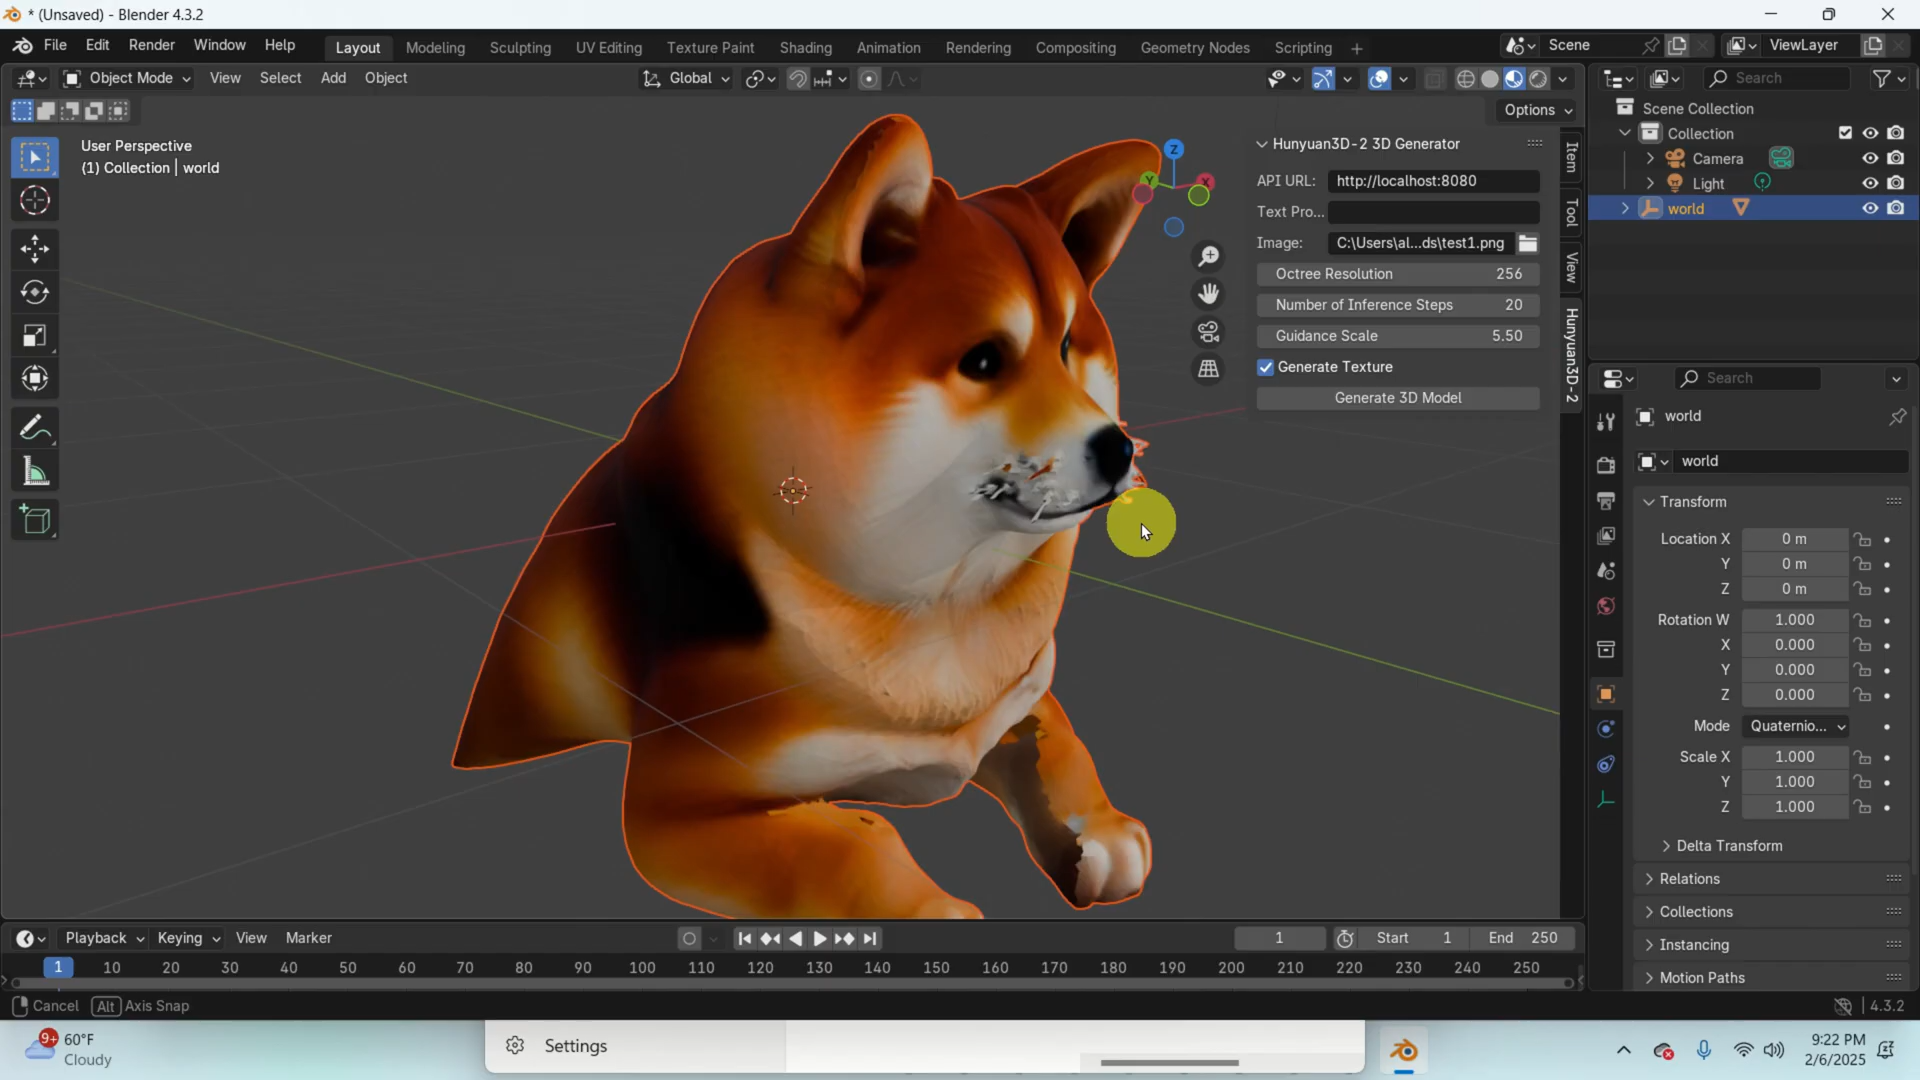 * (Unsaved) - Blender 4.3.2
File Edit Render Window Help Layout Modeling Sculpting UV Editing Texture Paint Shading Animation Rendering Compositing Geometry Nodes Scripting + Scene ViewLayer
Object Mode View Select Add Object Global Search
Options
User Perspective
(1) Collection | world
Z
Y
X
Hunyuan3D-2 3D Generator
API URL: http://localhost:8080
Text Pro...
Image: C:\Users\al...ds\test1.png
Octree Resolution 256
Number of Inference Steps 20
Guidance Scale 5.50
Generate Texture
Generate 3D Model
Item
Tool
View
Hunyuan3D-2
Scene Collection
Collection
Camera
Light
world
Search
world
world
Transform
Location X 0 m
Y 0 m
Z 0 m
Rotation W 1.000
X 0.000
Y 0.000
Z 0.000
Mode Quaternio...
Scale X 1.000
Y 1.000
Z 1.000
Delta Transform
Relations
Collections
Instancing
Motion Paths
Playback Keying View Marker 1 Start 1 End 250
1 10 20 30 40 50 60 70 80 90 100 110 120 130 140 150 160 170 180 190 200 210 220 230 240 250
Cancel Alt Axis Snap 4.3.2
9+ 60°F
Cloudy
Settings
9:22 PM
2/6/2025